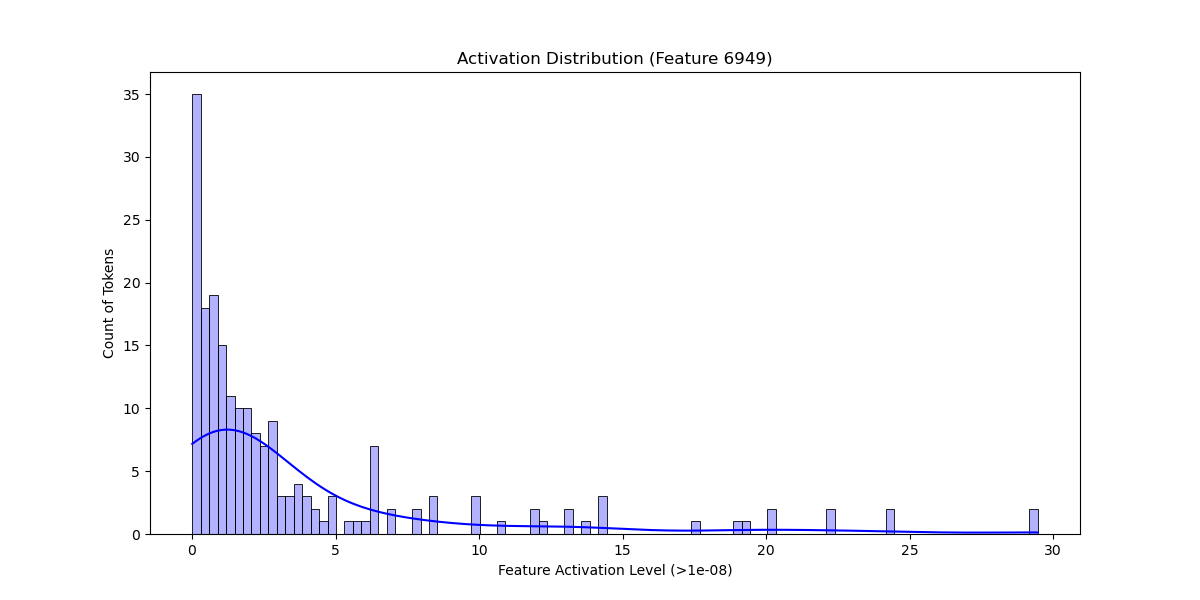 Activation Distribution (Feature 6949)
35
30
25
20
15
10
5
0
Count of Tokens
0 5 10 15 20 25 30
Feature Activation Level (>1e-08)